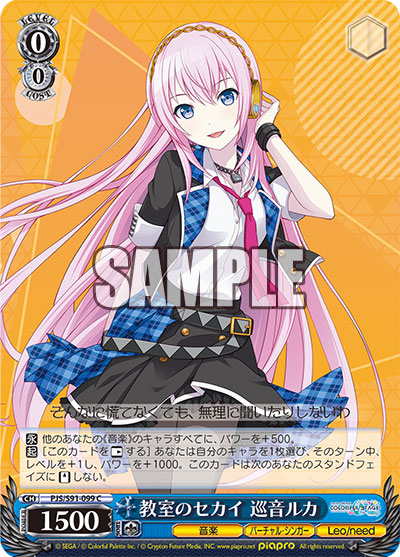 LEVEL
0
0
COST
SAMPLE
そんなに慌てなくても、無理に聞いたりしないわ
【永】 他のあなたの《音楽》のキャラすべてに、パワーを+500。
【起】 [このカードを[→]する] あなたは自分のキャラを1枚選び、そのターン中、
レベルを+1し、パワーを+1000。このカードは次のあなたのスタンドフェ
イズに[↑]しない。
CH
PJS/S91-099 C
POWER
1500
教室のセカイ 巡音ルカ
COLORFUL STAGE!
音楽
バーチャル・シンガー
Leo/need
© SEGA / © Colorful Palette Inc. / © Crypton Future Media, INC. www.piapro.net piapro All rights reserved.